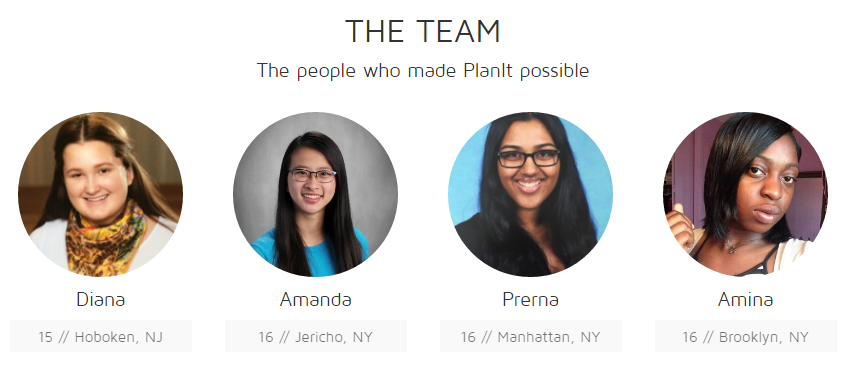 THE TEAM
The people who made PlanIt possible
Diana
Amanda
Prerna
Amina
15 // Hoboken, NJ
16 // Jericho, NY
16 // Manhattan, NY
16 // Brooklyn, NY